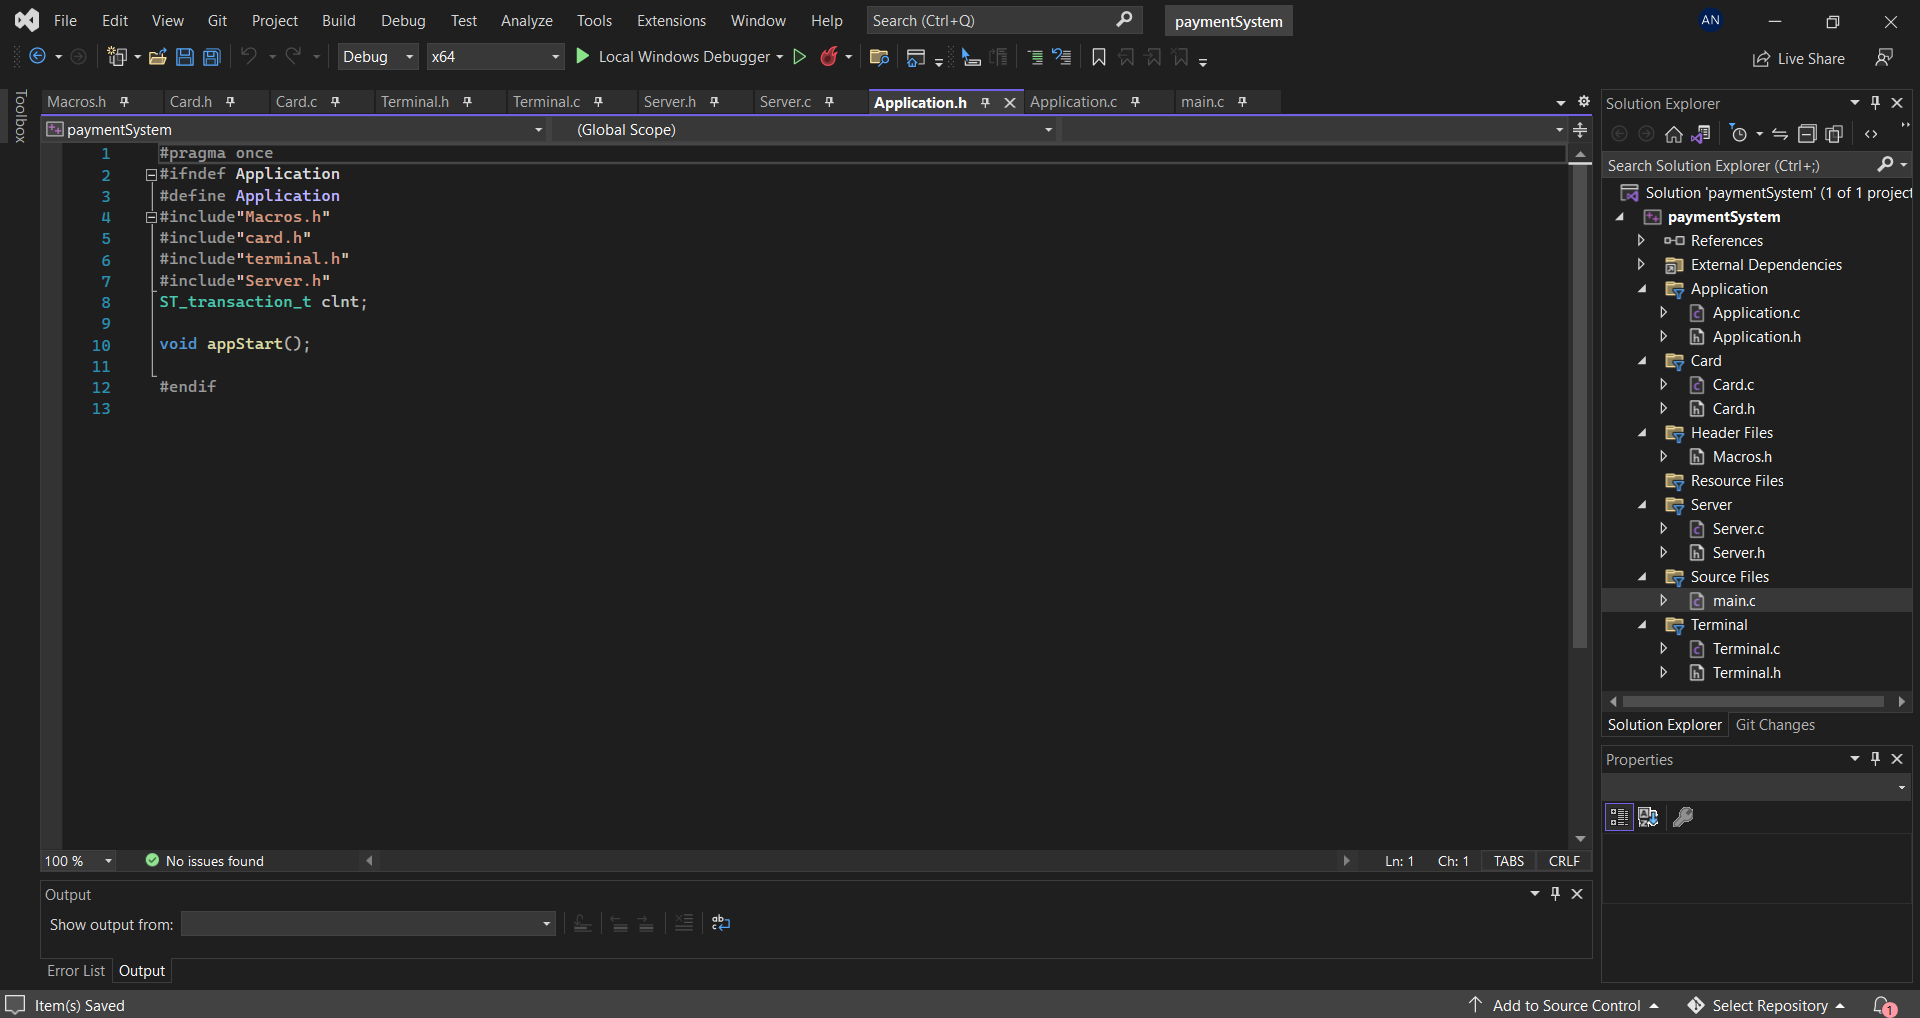 File Edit View Git Project Build Debug Test Analyze Tools Extensions Window Help Search (Ctrl+Q) paymentSystem AN
Debug x64 Local Windows Debugger Live Share
Toolbox
Macros.h Card.h Card.c Terminal.h Terminal.c Server.h Server.c Application.h Application.c main.c
paymentSystem (Global Scope)
1 #pragma once
2 #ifndef Application
3 #define Application
4 #include"Macros.h"
5 #include"card.h"
6 #include"terminal.h"
7 #include"Server.h"
8 ST_transaction_t clnt;
9
10 void appStart();
11
12 #endif
13
100 % No issues found Ln: 1 Ch: 1 TABS CRLF
Output
Show output from:
Error List Output
Solution Explorer
Search Solution Explorer (Ctrl+;)
Solution 'paymentSystem' (1 of 1 project
paymentSystem
References
External Dependencies
Application
Application.c
Application.h
Card
Card.c
Card.h
Header Files
Macros.h
Resource Files
Server
Server.c
Server.h
Source Files
main.c
Terminal
Terminal.c
Terminal.h
Solution Explorer Git Changes
Properties
Item(s) Saved Add to Source Control Select Repository 1